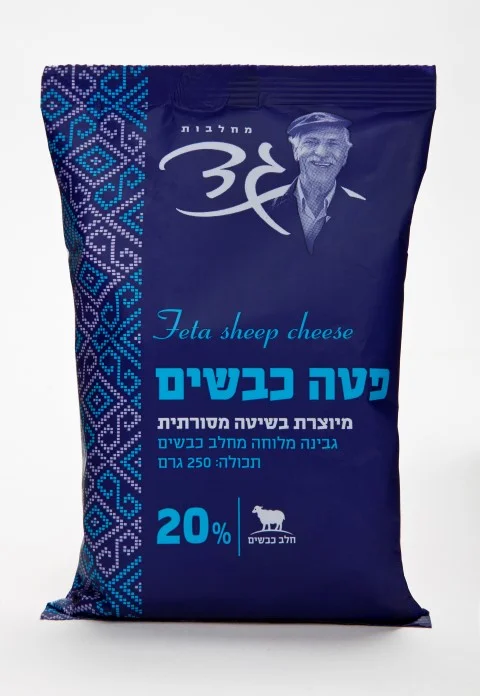 מחלבות
גד
Feta sheep cheese
פטה כבשים
מיוצרת בשיטה מסורתית
גבינה מלוחה מחלב כבשים
תכולה: 250 גרם
20%
חלב כבשים